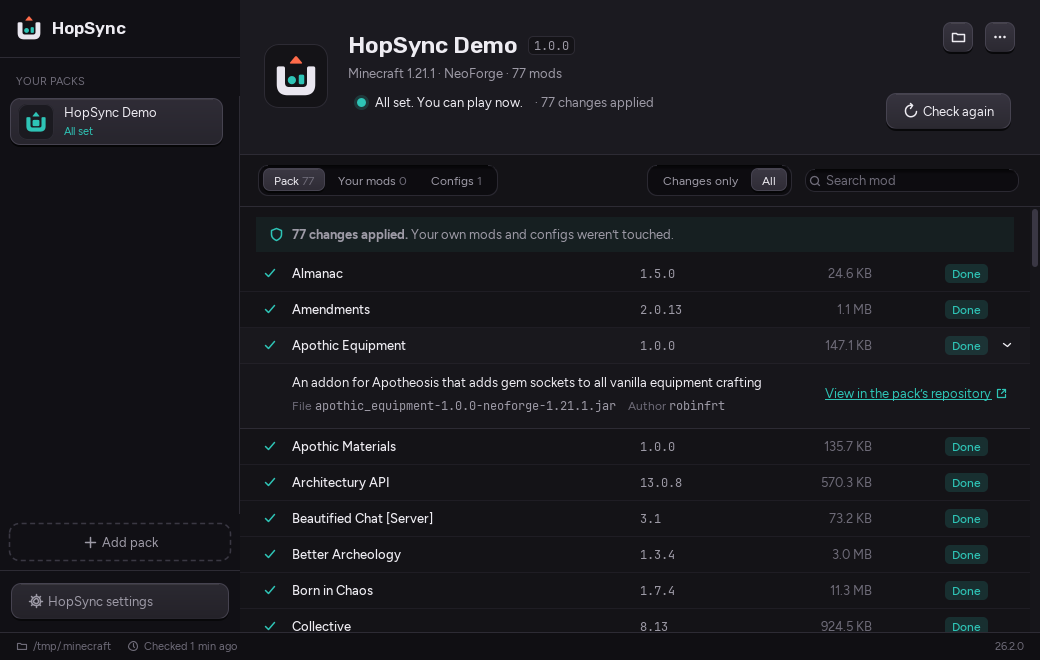 HopSync
YOUR PACKS
HopSync Demo
All set
Add pack
HopSync settings
HopSync Demo 1.0.0
Minecraft 1.21.1 · NeoForge · 77 mods
All set. You can play now. · 77 changes applied
Check again
Pack 77 Your mods 0 Configs 1 Changes only All Search mod
77 changes applied. Your own mods and configs weren't touched.
Almanac 1.5.0 24.6 KB Done
Amendments 2.0.13 1.1 MB Done
Apothic Equipment 1.0.0 147.1 KB Done
An addon for Apotheosis that adds gem sockets to all vanilla equipment crafting
File apothic_equipment-1.0.0-neoforge-1.21.1.jar Author robinfrt
View in the pack's repository
Apothic Materials 1.0.0 135.7 KB Done
Architectury API 13.0.8 570.3 KB Done
Beautified Chat [Server] 3.1 73.2 KB Done
Better Archeology 1.3.4 3.0 MB Done
Born in Chaos 1.7.4 11.3 MB Done
Collective 8.13 924.5 KB Done
/tmp/.minecraft Checked 1 min ago 26.2.0